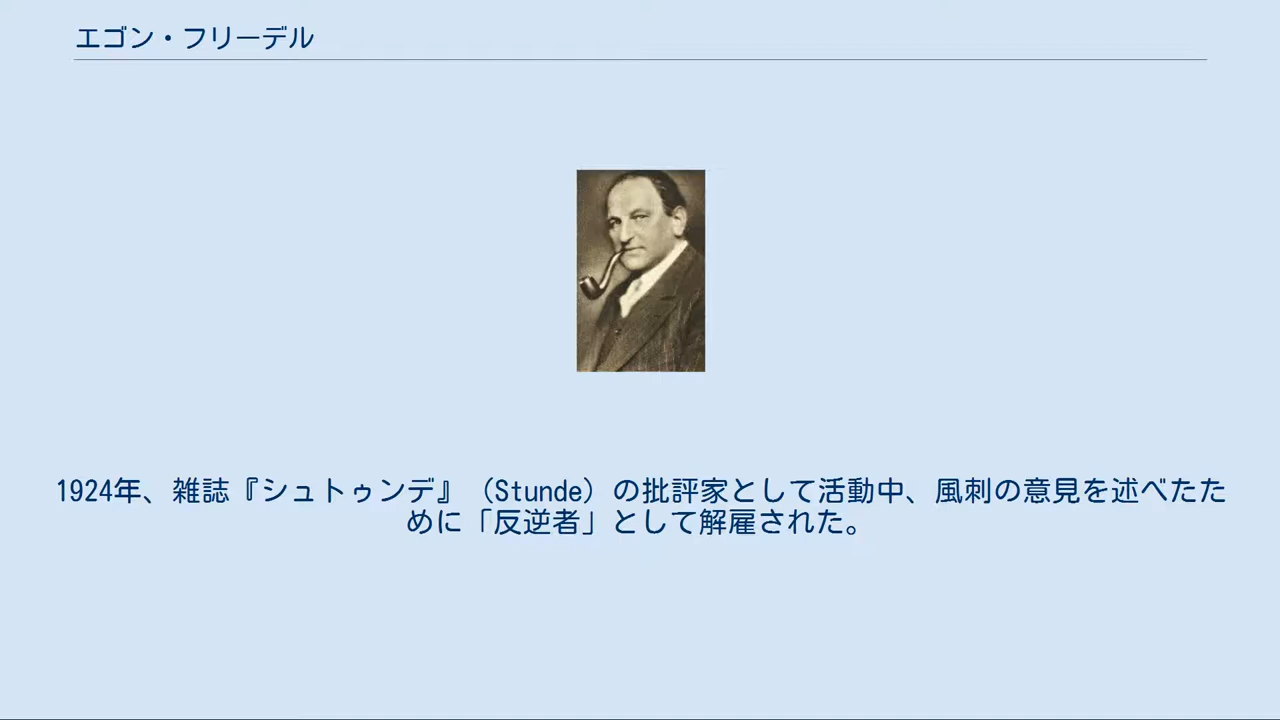 エゴン・フリーデル
1924年、雑誌『シュトゥンデ』（Stunde）の批評家として活動中、風刺の意見を述べたた
めに「反逆者」として解雇された。